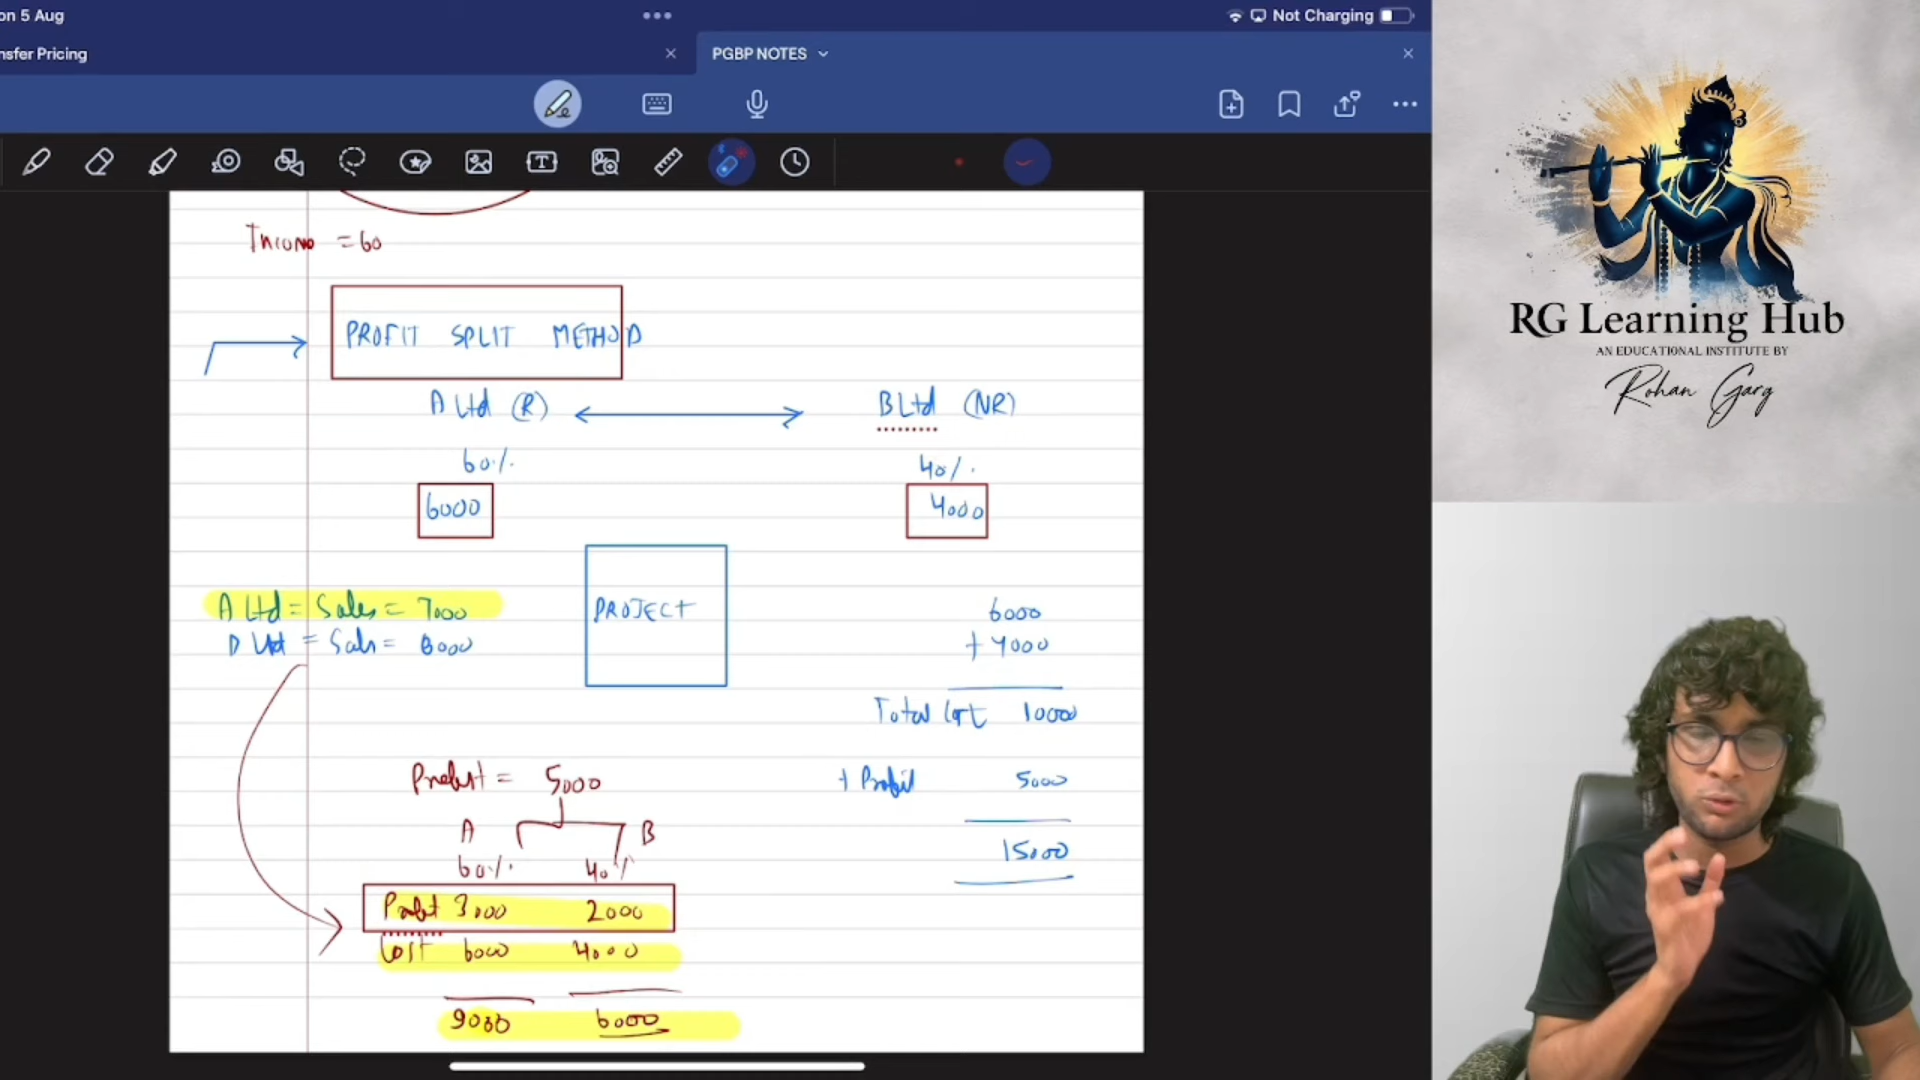 on 5 Aug
Not Charging
nsfer Pricing
PGBP NOTES
Income = 60
PROFIT SPLIT METHOD
A Ltd (R)
B Ltd (NR)
60%
40%
6000
4000
A Ltd = Sales = 7000
= Sales = 8000
PROJECT
6000
+ 4000
Total Cost 10000
Profit = 5000
+ Profit 5000
A B
60% 40%
15000
Profit 3000 2000
Cost 6000 4000
9000 6000
RG Learning Hub
AN EDUCATIONAL INSTITUTE BY
Rohan Garg